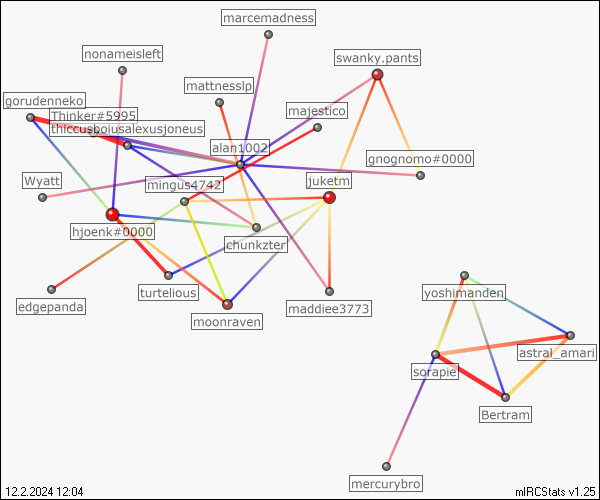 marcemadness
nonameisleft
swanky.pants
mattnesslp
gorudenneko
majestico
Thinker#5995
thiccusboiusalexusjoneus
alan1002
gnognomo#0000
Wyatt
mingus4742
juketm
hjoenk#0000
chunkzter
turtelious
yoshimanden
edgepanda
maddiee3773
moonraven
astral_amari
sorapie
Bertram
mercurybro
12.2.2024 12:04
mIRCStats v1.25